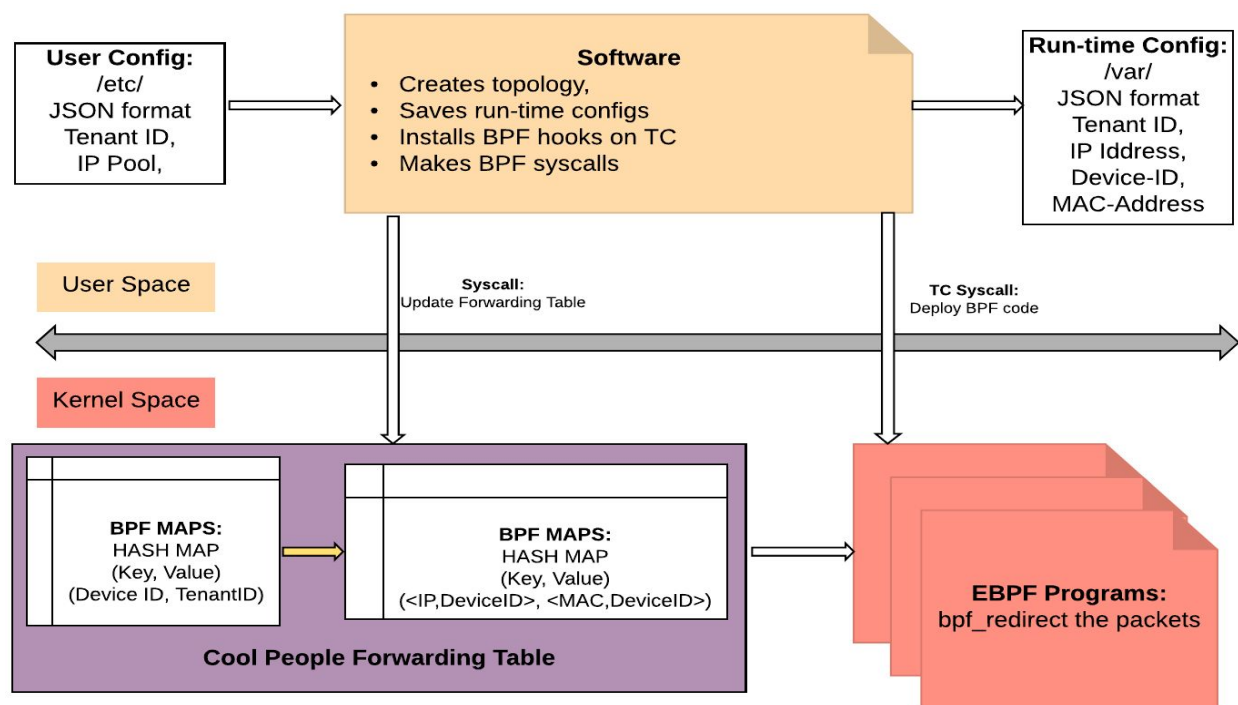 User Config:
/etc/
JSON format
Tenant ID,
IP Pool,
Software
• Creates topology,
• Saves run-time configs
• Installs BPF hooks on TC
• Makes BPF syscalls
Run-time Config:
/var/
JSON format
Tenant ID,
IP Iddress,
Device-ID,
MAC-Address
User Space
Syscall:
Update Forwarding Table
TC Syscall:
Deploy BPF code
Kernel Space
BPF MAPS:
HASH MAP
(Key, Value)
(Device ID, TenantID)
BPF MAPS:
HASH MAP
(Key, Value)
(<IP,DeviceID>, <MAC,DeviceID>)
Cool People Forwarding Table
EBPF Programs:
bpf_redirect the packets